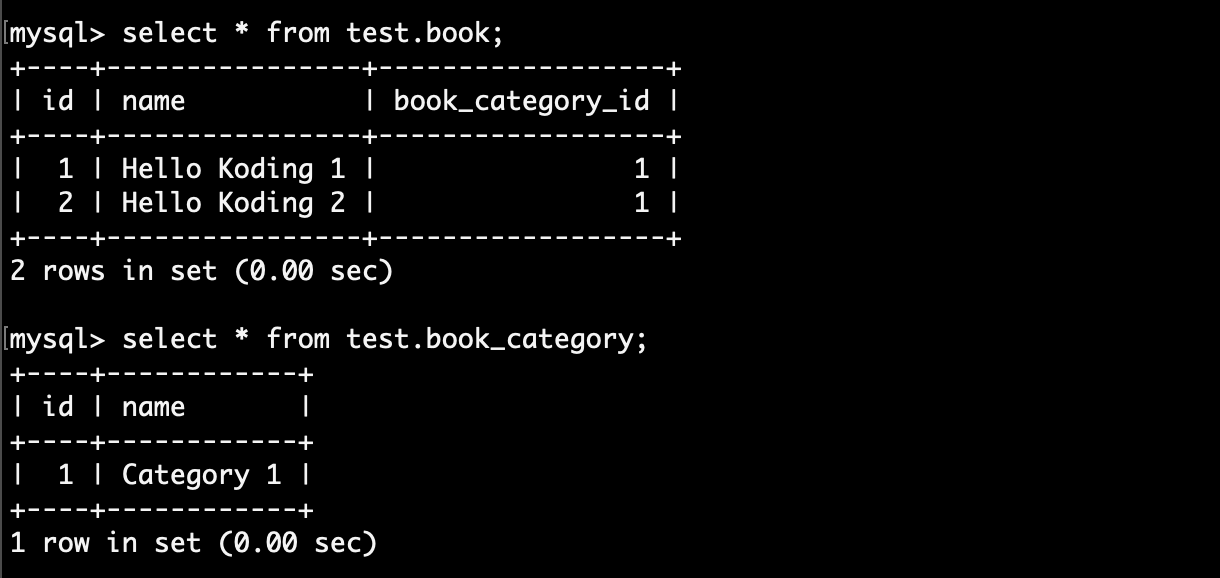 [mysql> select * from test.book;
+----+----------------+------------------+
| id | name           | book_category_id |
+----+----------------+------------------+
|  1 | Hello Koding 1 |                1 |
|  2 | Hello Koding 2 |                1 |
+----+----------------+------------------+
2 rows in set (0.00 sec)

[mysql> select * from test.book_category;
+----+------------+
| id | name       |
+----+------------+
|  1 | Category 1 |
+----+------------+
1 row in set (0.00 sec)